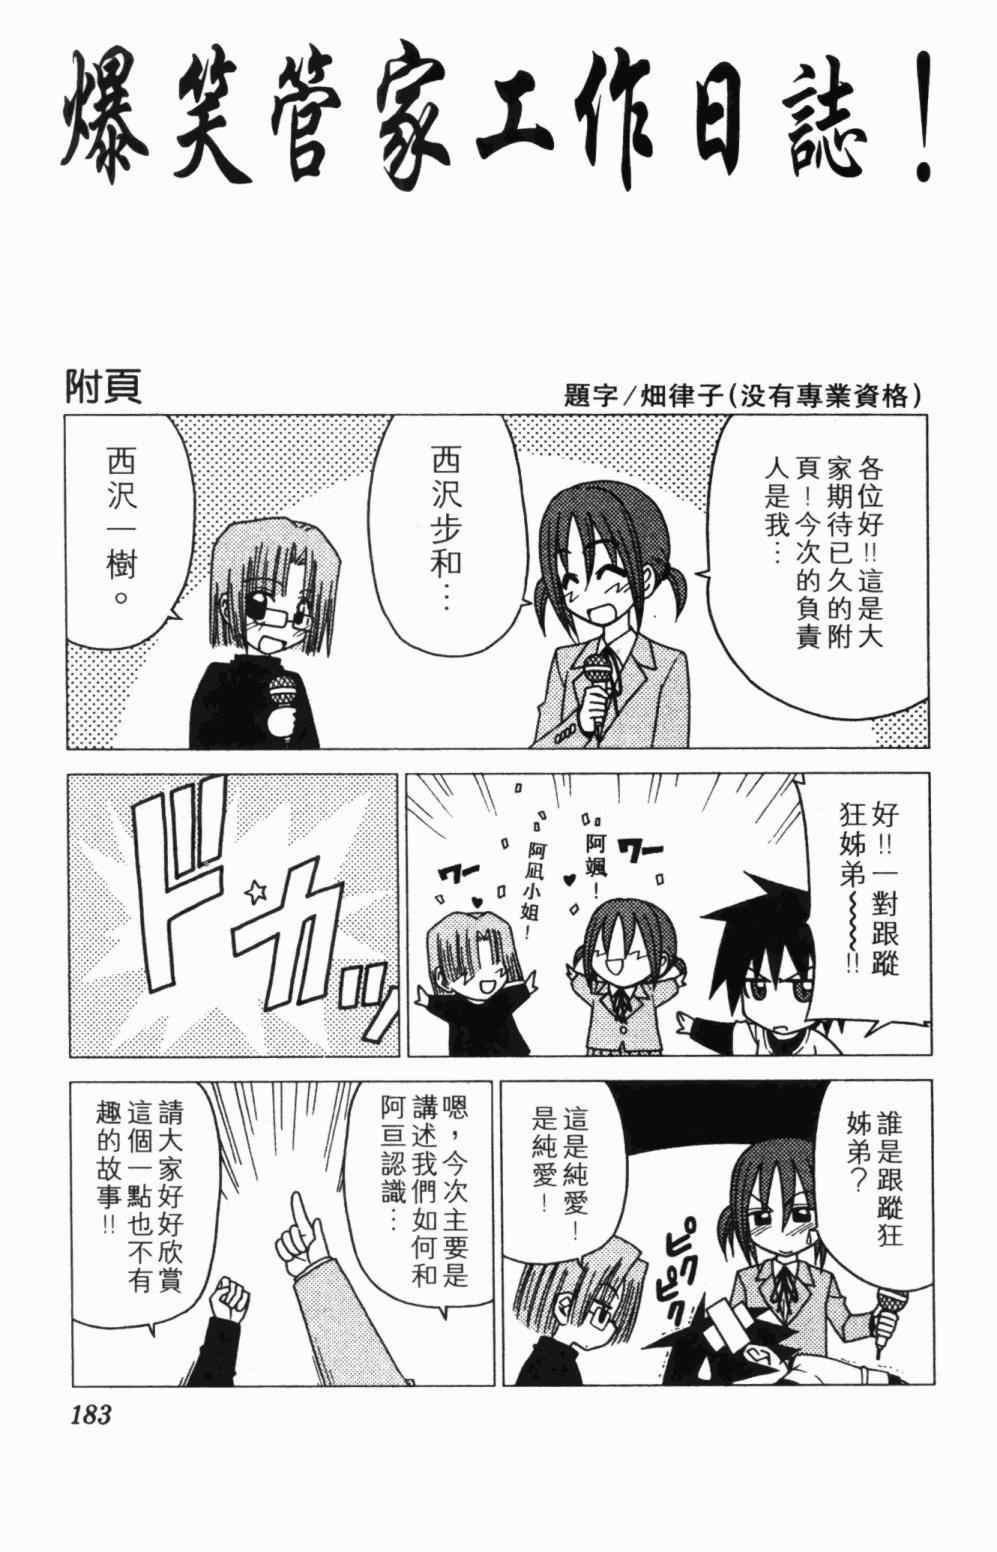 爆笑管家工作日誌！
附頁
題字/畑律子(没有專業資格)
各位好!!這是大
家期待已久的附
頁！今次的負責
人是我…
西沢步和…
西沢一樹。
好!!一對跟蹤
狂姊弟~~~!!
阿颯！
ワー
阿凪小姐！
ワー
ドカッ
誰是跟蹤狂
姊弟？
這是純愛！
是純愛！
ピク
ピクピク
嗯，今次主要是
講述我們如何和
阿亘認識…
請大家好好欣賞
這個一點也不有
趣的故事!!
183